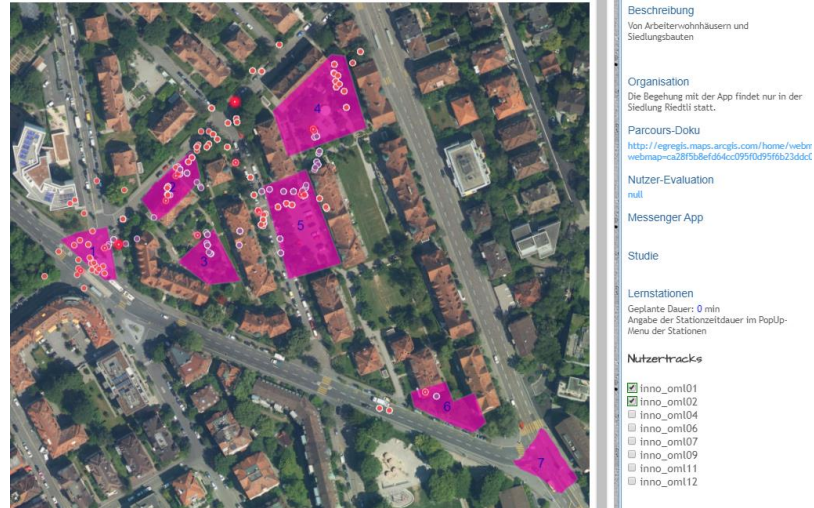 4
2
5
1
3
6
7
Beschreibung
Von Arbeiterwohnhäusern und
Siedlungsbauten
Organisation
Die Begehung mit der App findet nur in der
Siedlung Riedtli statt.
Parcours-Doku
http://egregis.maps.arcgis.com/home/webm
webmap=ca28f5b8efd64cc095f0d95f6b23ddc0
Nutzer-Evaluation
null
Messenger App
Studie
Lernstationen
Geplante Dauer: 0 min
Angabe der Stationzeitdauer im PopUp-
Menu der Stationen
Nutzertracks
inno_oml01
inno_oml02
inno_oml04
inno_oml06
inno_oml07
inno_oml09
inno_oml11
inno_oml12